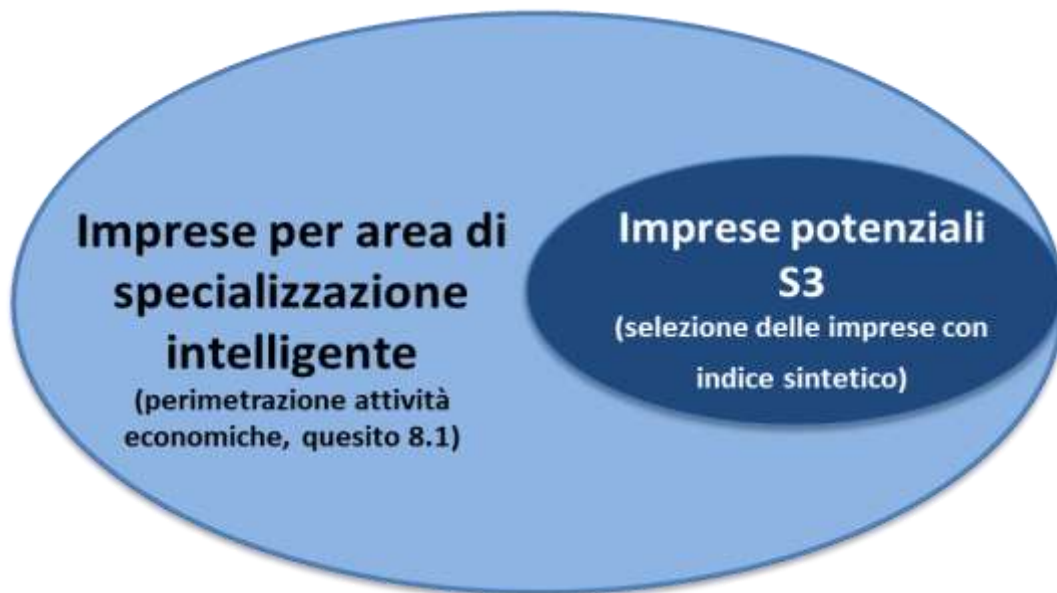 Imprese per area di
specializzazione
intelligente
(perimetrazione attività
economiche, quesito 8.1)
Imprese potenziali
S3
(selezione delle imprese con
indice sintetico)